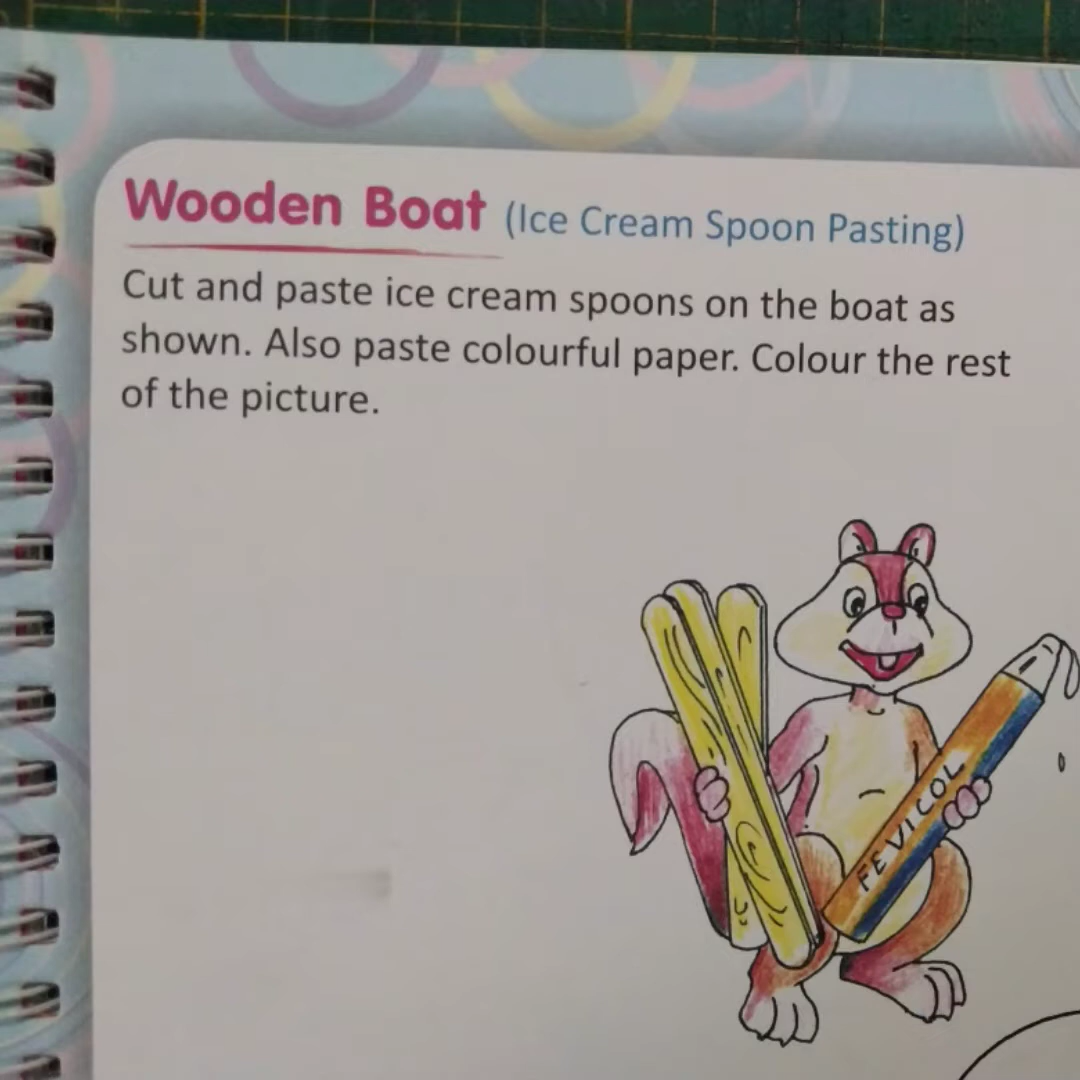 Wooden Boat (Ice Cream Spoon Pasting)
Cut and paste ice cream spoons on the boat as
shown. Also paste colourful paper. Colour the rest
of the picture.
FEVICOL